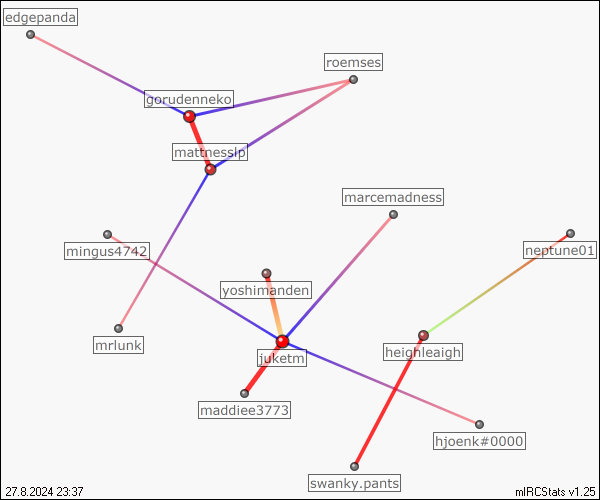 edgepanda
roemses
gorudenneko
mattnesslp
marcemadness
mingus4742
neptune01
yoshimanden
mrlunk
juketm
heighleaigh
maddiee3773
hjoenk#0000
swanky.pants
27.8.2024 23:37
mIRCStats v1.25